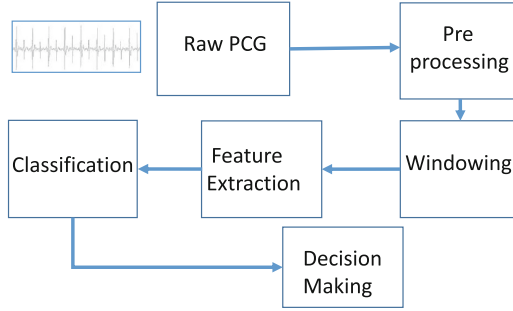 Raw PCG
Pre
processing
Windowing
Feature
Extraction
Classification
Decision
Making